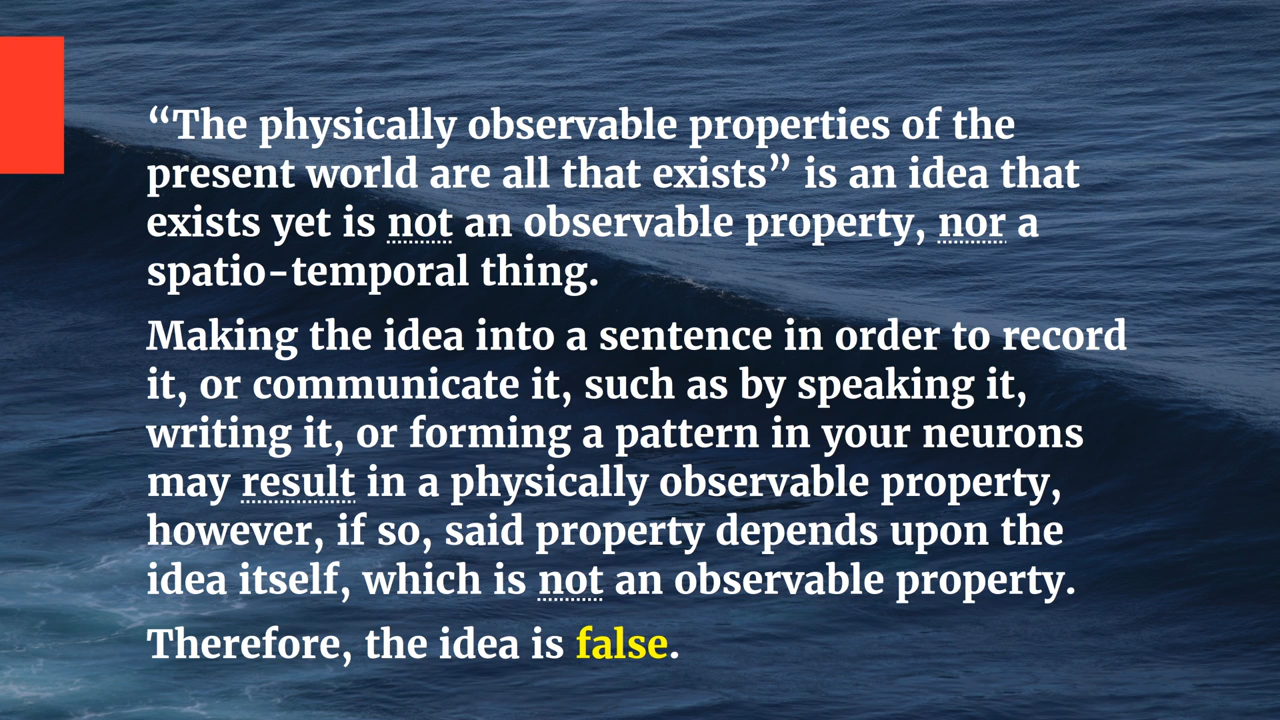 “The physically observable properties of the
present world are all that exists” is an idea that
exists yet is not an observable property, nor a
spatio-temporal thing.
Making the idea into a sentence in order to record
it, or communicate it, such as by speaking it,
writing it, or forming a pattern in your neurons
may result in a physically observable property,
however, if so, said property depends upon the
idea itself, which is not an observable property.
Therefore, the idea is false.